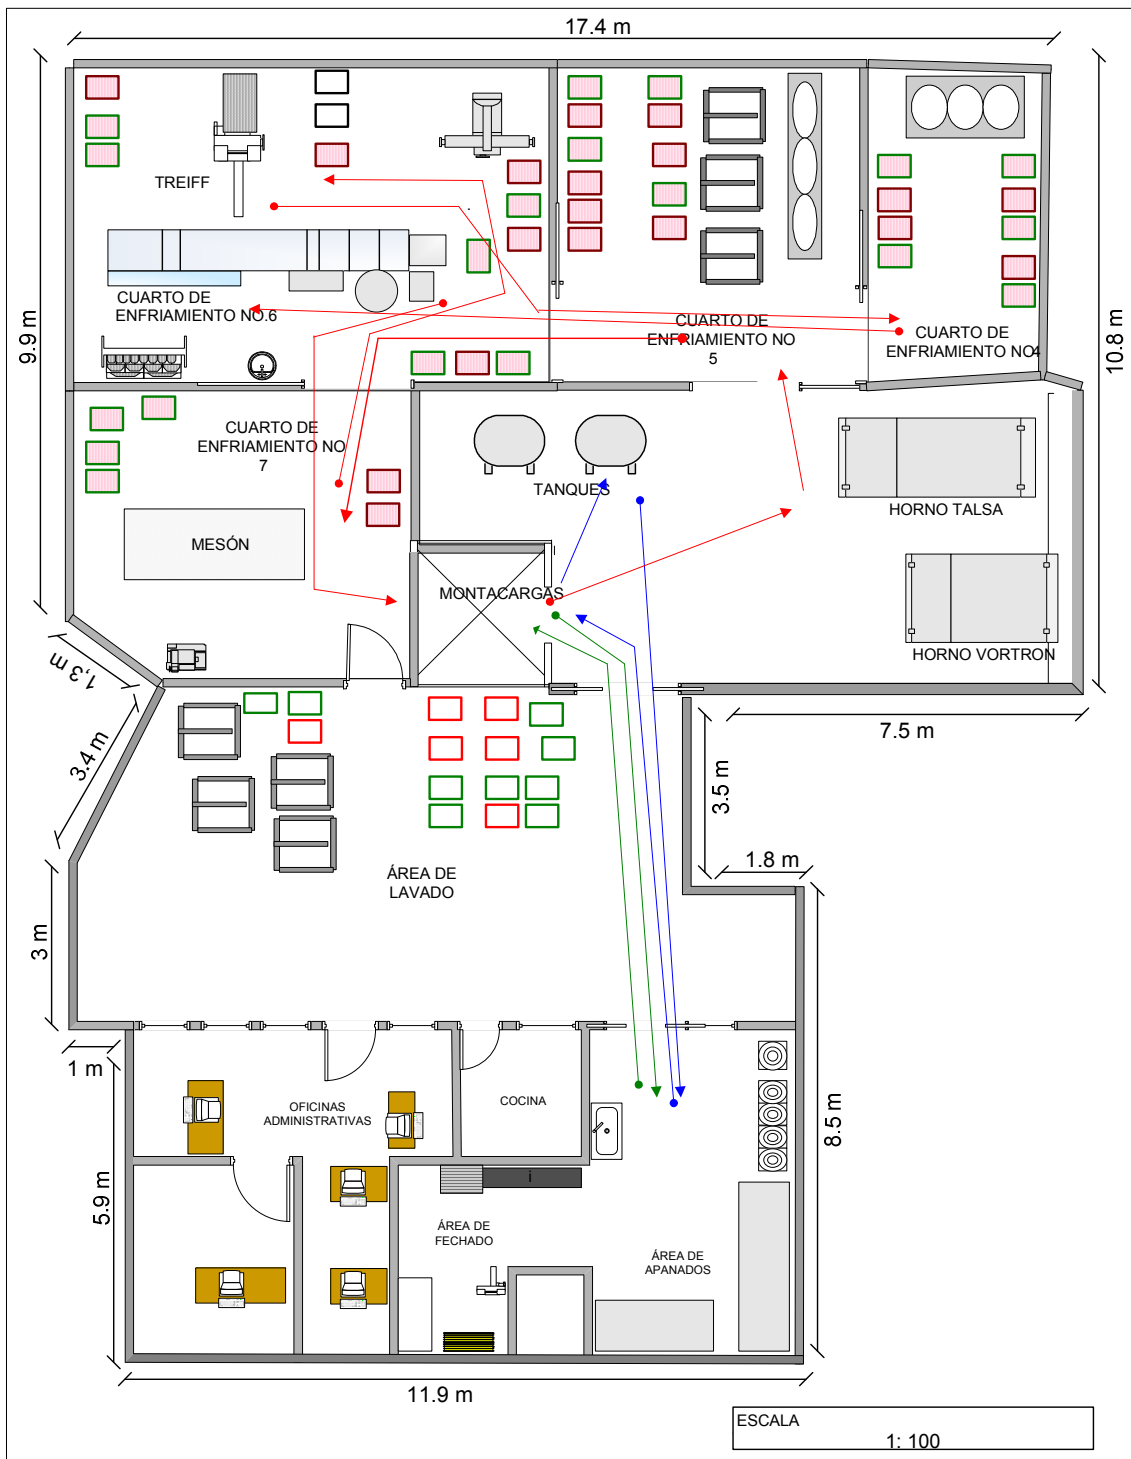 17.4 m
9.9 m
10.8 m
TREIFF
CUARTO DE
ENFRIAMIENTO NO.6
CUARTO DE
ENFRIAMIENTO NO
5
CUARTO DE
ENFRIAMIENTO NO4
CUARTO DE
ENFRIAMIENTO NO
7
TANQUES
HORNO TALSA
MESÓN
MONTACARGAS
HORNO VORTRON
1,3 m
7.5 m
3.4 m
3.5 m
1.8 m
ÁREA DE
LAVADO
3 m
1 m
OFICINAS
ADMINISTRATIVAS
COCINA
8.5 m
5.9 m
i
ÁREA DE
FECHADO
ÁREA DE
APANADOS
11.9 m
ESCALA
1: 100